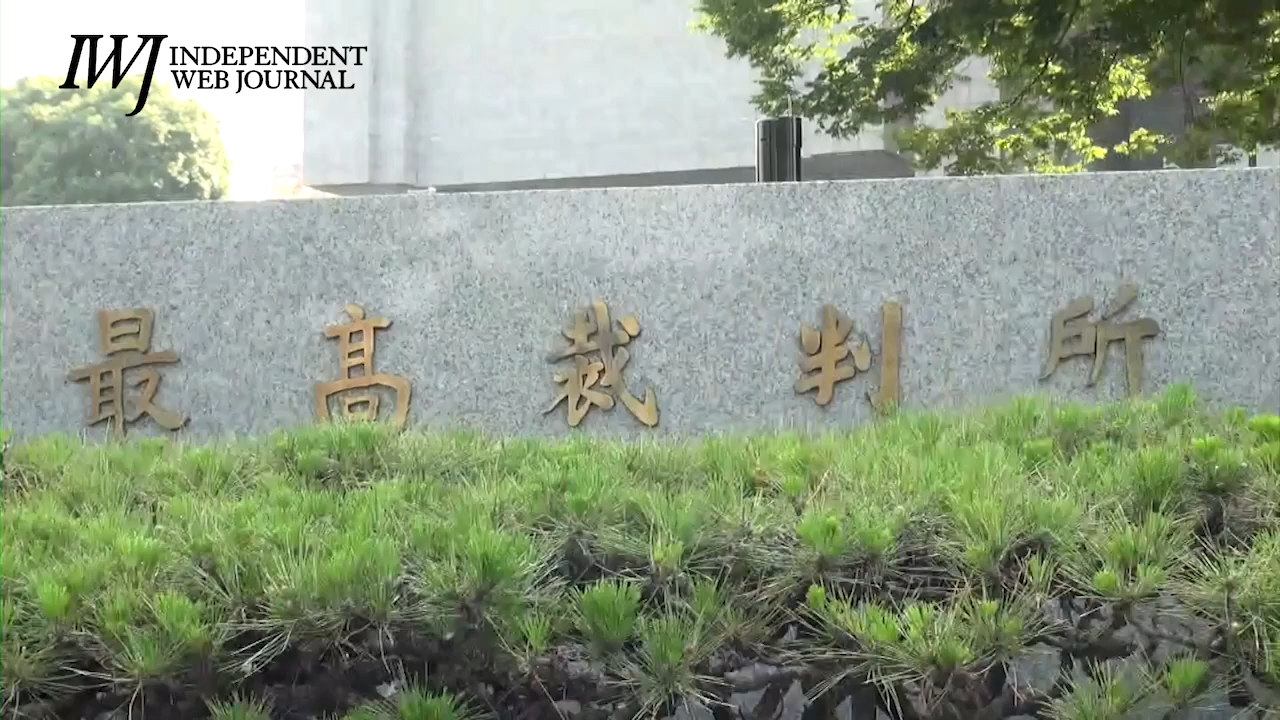 IWJ
INDEPENDENT
WEB JOURNAL
最高裁判所